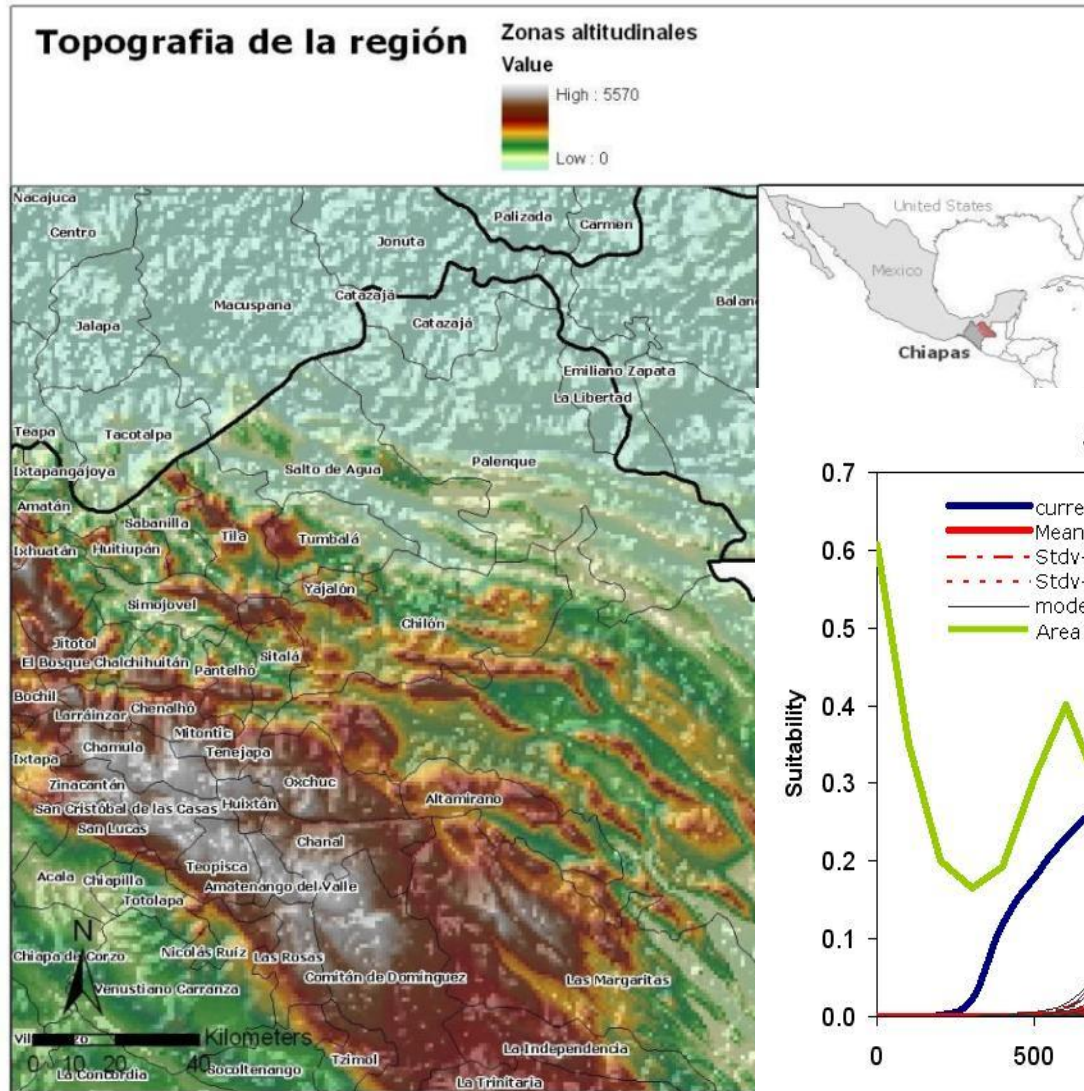 Topografia de la región
Zonas altitudinales
Value
High : 5570
Low : 0
Nacajuca
Centro
Palizada
Carmen
Jonuta
Macuspana
Catazajá
Catazajá
Jalapa
Emiliano Zapata
La Libertad
Teapa
Tacotalpa
Ixtapangajoya
Salto de Agua
Palenque
Amatán
Sabanilla
Ixhuatán
Huitiupán
Tila
Tumbalá
Yajalón
Simojovel
Chilón
Jitotol
Sitalá
El Bosque
Chalchihuitán
Pantelhó
Bochil
Larráinzar
Chenalhó
Mitontic
Chamula
Tenejapa
Ixtapa
Oxchuc
Zinacantán
Huixtán
Altamirano
San Cristóbal de las Casas
San Lucas
Chanal
Teopisca
Acala
Chiapilla
Amatenango del Valle
Totolapa
N
Nicolás Ruíz
Las Rosas
Chiapa de Corzo
Comitán de Domínguez
Las Margaritas
Venustiano Carranza
Kilometers
0 10 20 40
Tzimol
La Independencia
La Concordia
Socoltenango
La Trinitaria
United States
Mexico
Chiapas
0.7
0.6
0.5
0.4
0.3
0.2
0.1
0.0
Suitability
Mean
Stdv-
Stdv-
Area
0
500